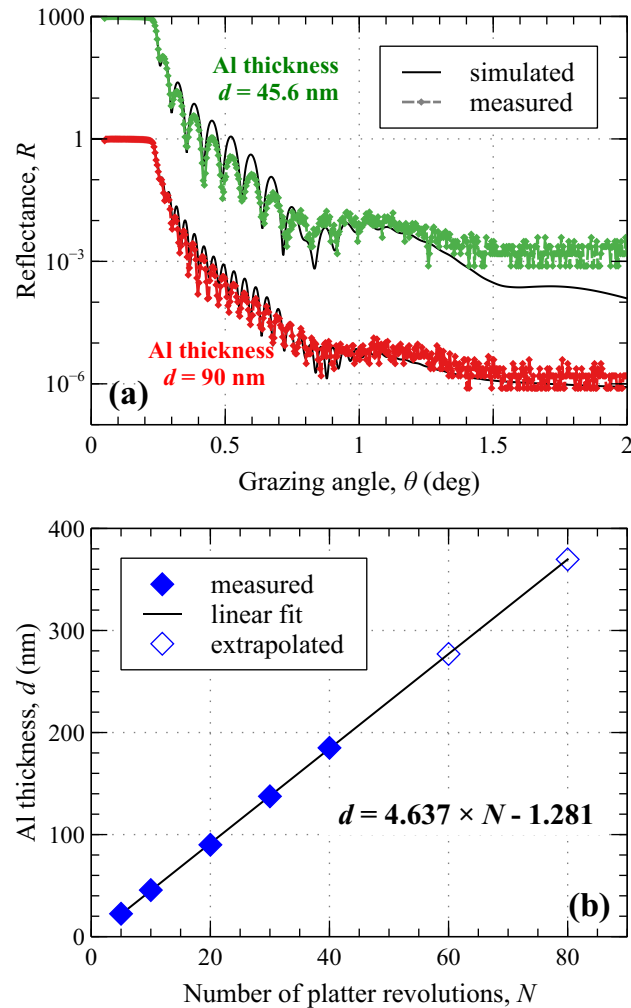 1000
1
10⁻³
10⁻⁶
Reflectance, R
Al thickness
d = 45.6 nm
simulated
measured
Al thickness
d = 90 nm
(a)
0 0.5 1 1.5 2
Grazing angle, θ (deg)
400
300
200
100
0
Al thickness, d (nm)
measured
linear fit
extrapolated
d = 4.637 × N - 1.281
(b)
0 20 40 60 80
Number of platter revolutions, N